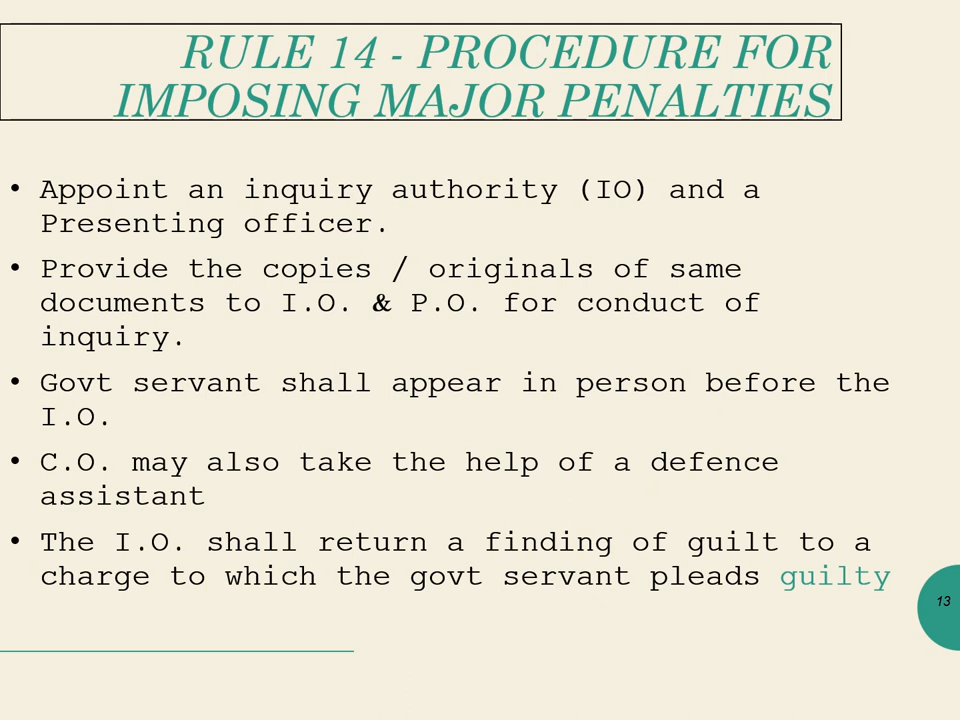 RULE 14 - PROCEDURE FOR
IMPOSING MAJOR PENALTIES
• Appoint an inquiry authority (IO) and a
Presenting officer.
• Provide the copies / originals of same
documents to I.O. & P.O. for conduct of
inquiry.
• Govt servant shall appear in person before the
I.O.
• C.O. may also take the help of a defence
assistant
• The I.O. shall return a finding of guilt to a
charge to which the govt servant pleads guilty
13